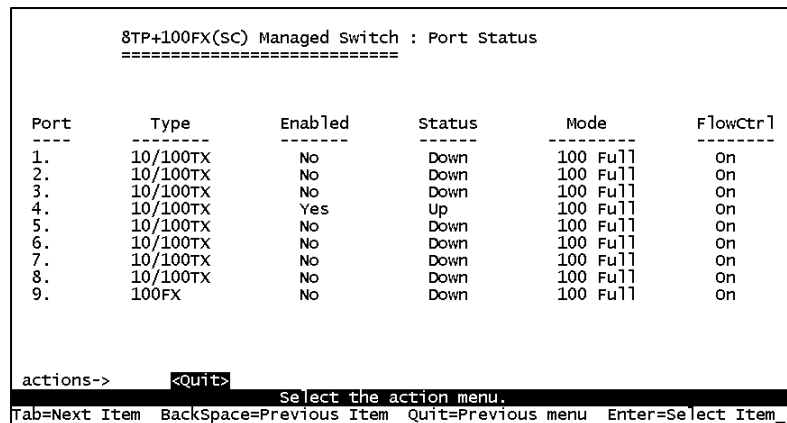 8TP+100FX(SC) Managed Switch : Port Status
============================
Port Type Enabled Status Mode FlowCtrl
---- -------- ------- ------ --------- --------
1. 10/100TX No Down 100 Full On
2. 10/100TX No Down 100 Full On
3. 10/100TX No Down 100 Full On
4. 10/100TX Yes Up 100 Full On
5. 10/100TX No Down 100 Full On
6. 10/100TX No Down 100 Full On
7. 10/100TX No Down 100 Full On
8. 10/100TX No Down 100 Full On
9. 100FX No Down 100 Full On
actions-> <Quit>
Select the action menu.
Tab=Next Item BackSpace=Previous Item Quit=Previous menu Enter=Select Item_